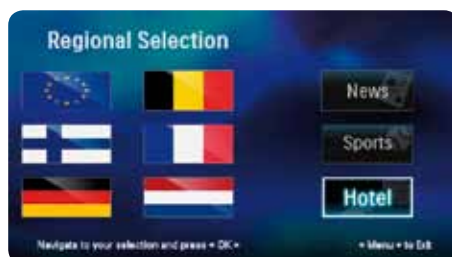 Regional Selection
News
Sports
Hotel
Navigate to your selection and press • OK •
• Menu • to Exit